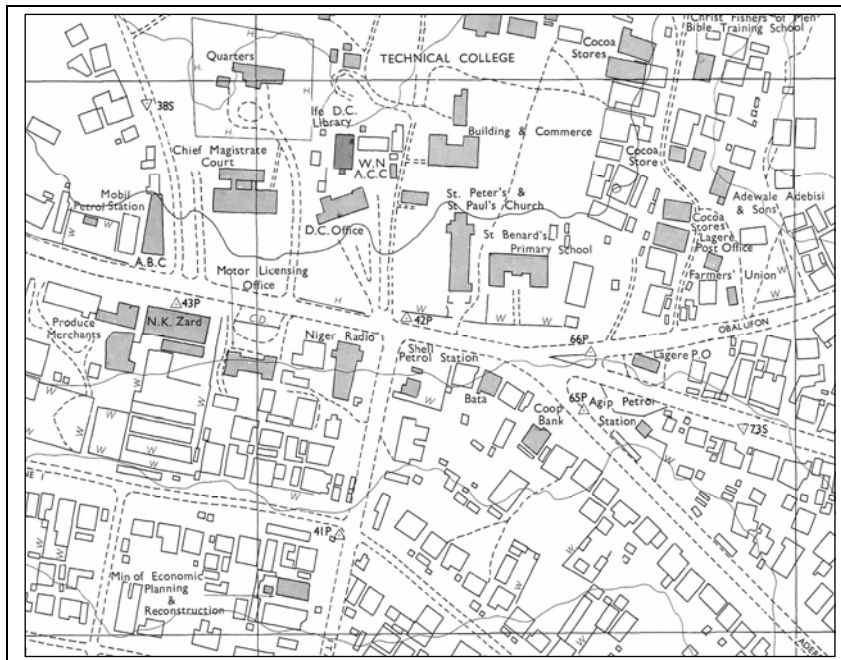 Christ Fishers of Men
Bible Training School
Quarters
H.
TECHNICAL COLLEGE
Cocoa
Stores
38S
H
Ife D.C.
Library
H
Building & Commerce
Chief Magistrate
Court
W.N
A.C.C
Cocoa
Store
Mobil
Petrol Station
St. Peter's &
St. Paul's Church
Adewale Adebisi
& Sons
D.C. Office
St Benard's
Primary School
Cocoa
Stores
Lagere
Post Office
W
W
A.B.C
Motor Licensing
Office
Farmers' Union
W
43P
H
W
42P
W
W
OBALUFON
Produce
Merchants
N.K. Zard
C.D.
Niger Radio
Shell
Petrol Station
66P
Lagere P.O
W
Bata
65P
Agip Petrol
Station
W
W
Coop
Bank
73S
W
W
W
W
NE I
41P
W
W
W
Min of Economic
Planning
&
Reconstruction
W
W
W